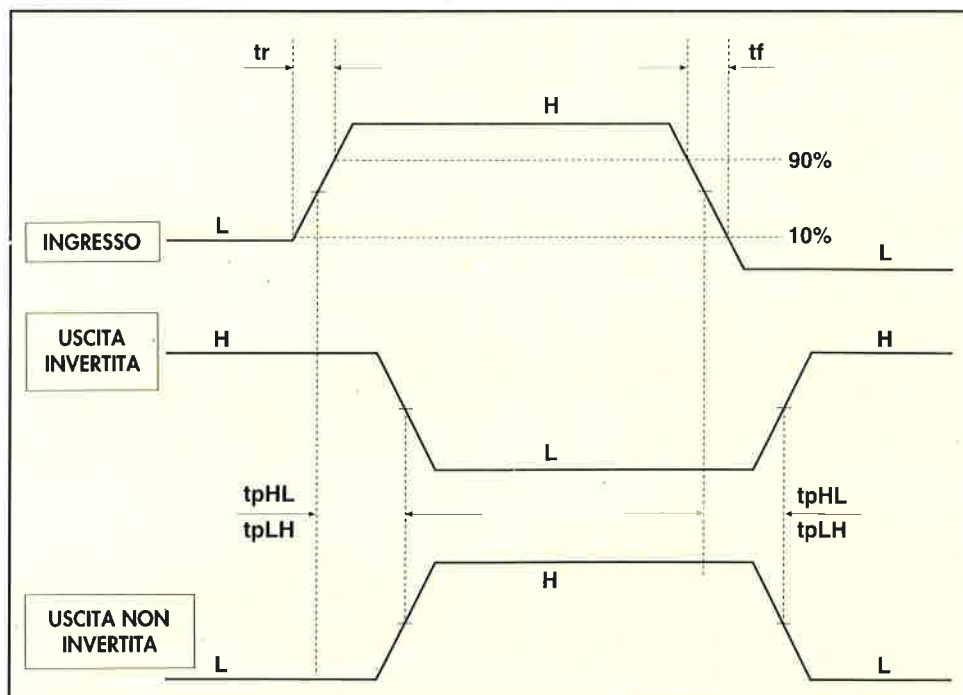 tr
tf
H
90%
L
INGRESSO
10%
L
USCITA
INVERTITA
H
H
L
tpHL
tpLH
tpHL
tpLH
H
USCITA NON
INVERTITA
L
L